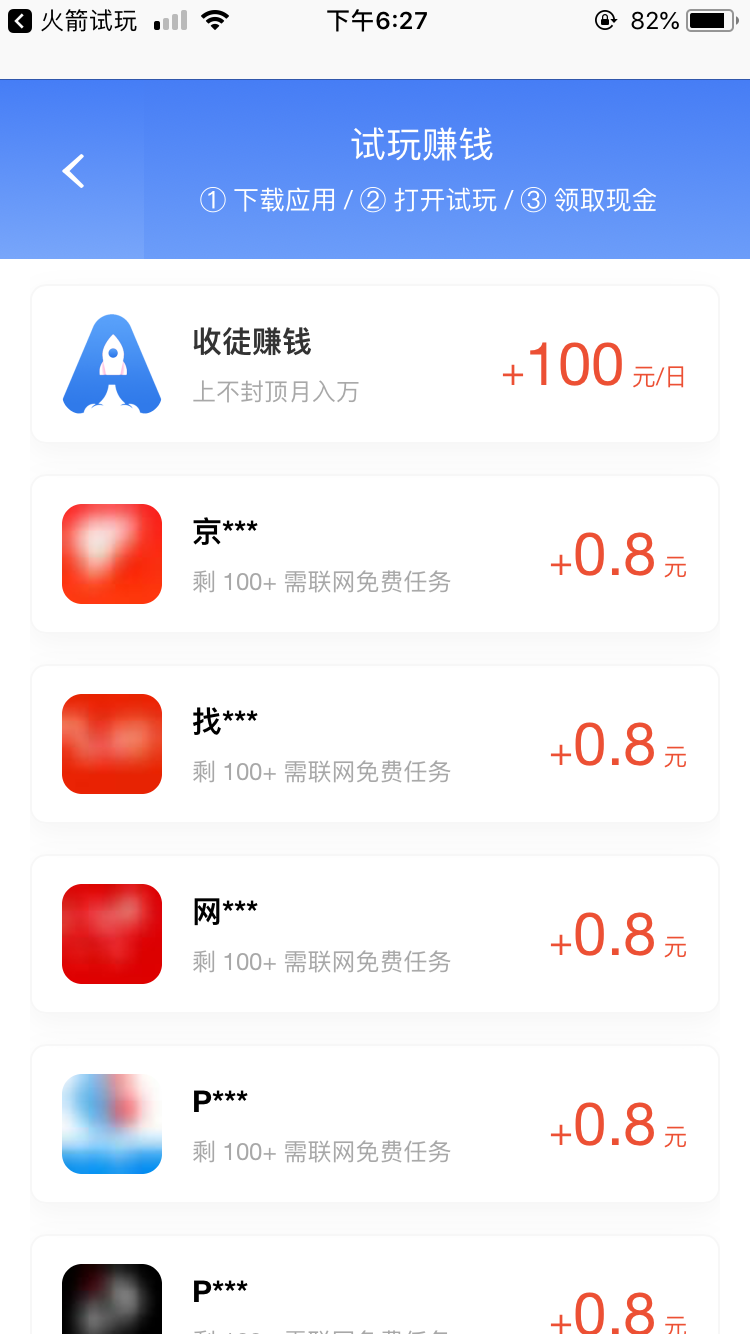 火箭试玩
下午6:27
82%
试玩赚钱
① 下载应用 / ② 打开试玩 / ③ 领取现金
收徒赚钱
上不封顶月入万
+100 元/日
京***
剩 100+ 需联网免费任务
+0.8 元
找***
剩 100+ 需联网免费任务
+0.8 元
网***
剩 100+ 需联网免费任务
+0.8 元
P***
剩 100+ 需联网免费任务
+0.8 元
P***
+0.8 元